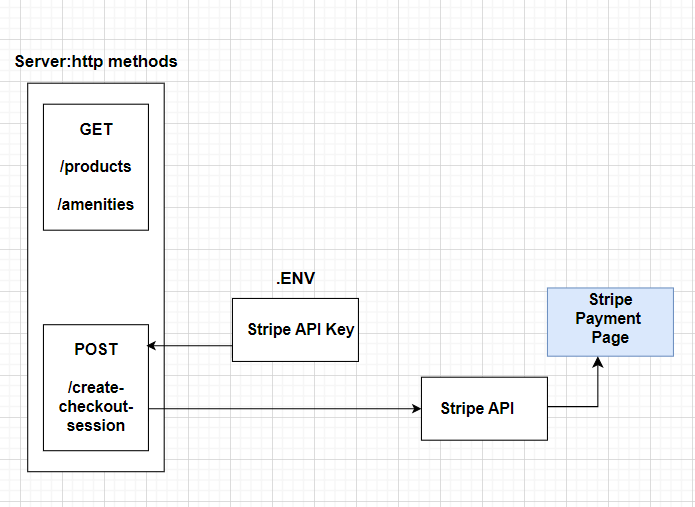 Server:http methods
GET
/products
/amenities
.ENV
Stripe API Key
Stripe
Payment
Page
POST
/create-
checkout-
session
Stripe API